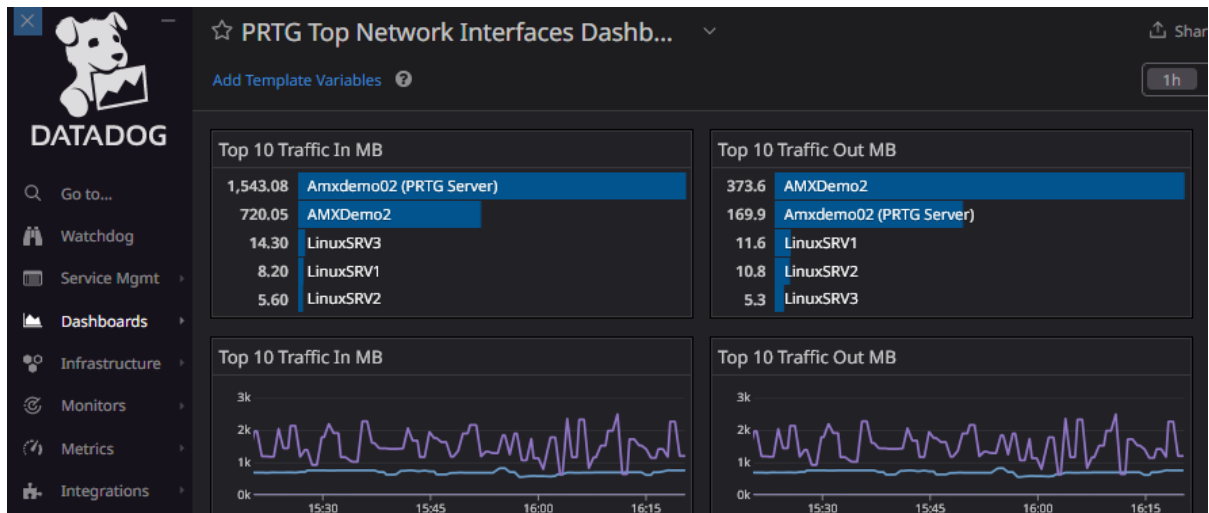 PRTG Top Network Interfaces Dashb...
Shar
Add Template Variables ?
1h
DATADOG
Go to...
Watchdog
Service Mgmt
Dashboards
Infrastructure
Monitors
Metrics
Integrations
Top 10 Traffic In MB
1,543.08 Amxdemo02 (PRTG Server)
720.05 AMXDemo2
14.30 LinuxSRV3
8.20 LinuxSRV1
5.60 LinuxSRV2
Top 10 Traffic Out MB
373.6 AMXDemo2
169.9 Amxdemo02 (PRTG Server)
11.6 LinuxSRV1
10.8 LinuxSRV2
5.3 LinuxSRV3
Top 10 Traffic In MB
3k
2k
1k
0k
15:30 15:45 16:00 16:15
Top 10 Traffic Out MB
3k
2k
1k
0k
15:30 15:45 16:00 16:15